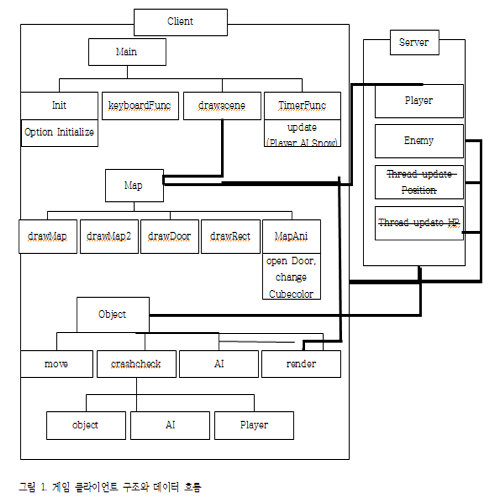 Client
Server
Main
Init
keyboardFunc
drawscene
TimerFunc
Option Initialize
update
(Player AI Snow)
Player
Enemy
Thread update
Position
Thread update HP
Map
drawMap
drawMap2
drawDoor
drawRect
MapAni
open Door,
change
Cubecolor
Object
move
crashcheck
AI
render
object
AI
Player
그림 1. 게임 클라이언트 구조와 데이터 흐름